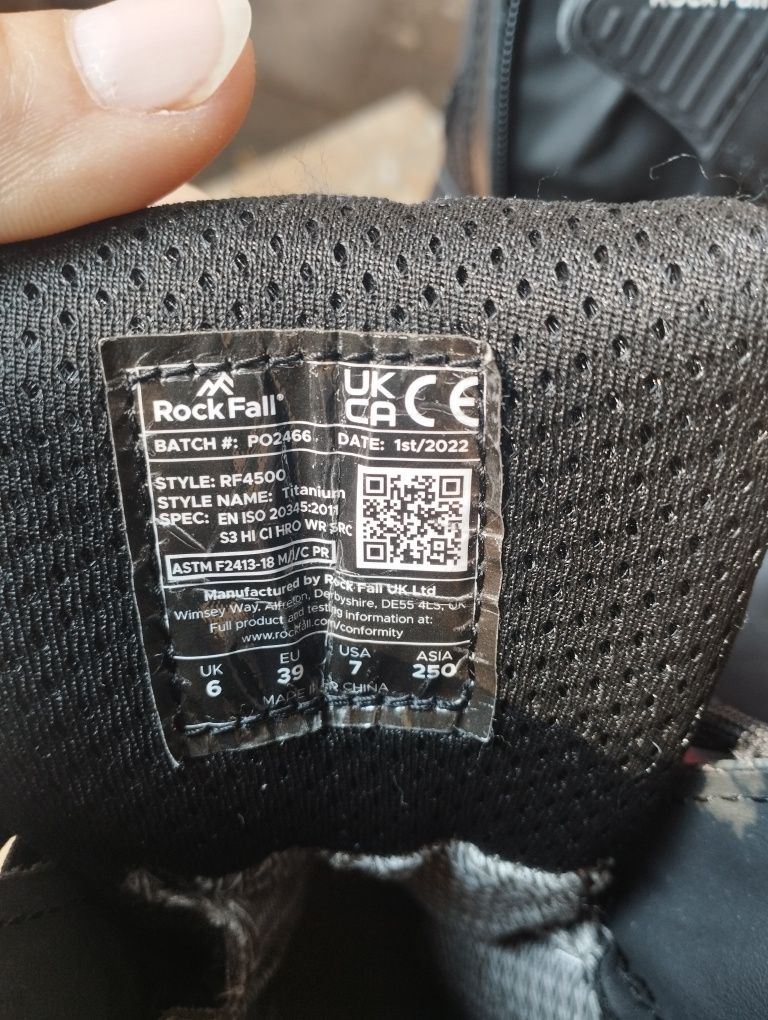 Rock Fall
RockFall®
UK
CA CE
BATCH #: PO2466 DATE: 1st/2022
STYLE: RF4500
STYLE NAME: Titanium
SPEC: EN ISO 20345:2011
S3 HI CI HRO WR SRC
ASTM F2413-18 M/I/C PR
Manufactured by Rock Fall UK Ltd
Wimsey Way, Alfreton, Derbyshire, DE55 4LS, UK
Full product and testing information at:
www.rockfall.com/conformity
UK EU USA ASIA
6 39 7 250
MADE IN PR CHINA